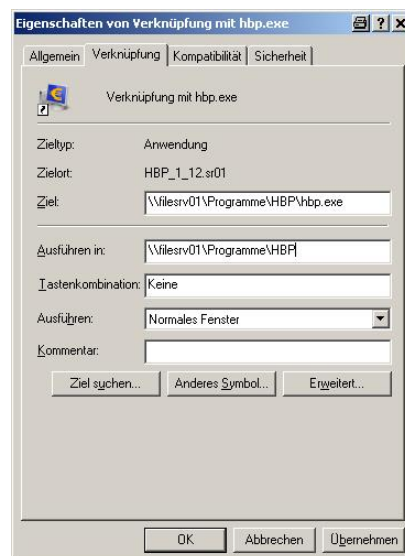 Eigenschaften von Verknüpfung mit hbp.exe
Allgemein Verknüpfung Kompatibilität Sicherheit
Verknüpfung mit hbp.exe
Zieltyp: Anwendung
Zielort: HBP_1_12.sr01
Ziel: \\filesrv01\Programme\HBP\hbp.exe
Ausführen in: \\filesrv01\Programme\HBP
Tastenkombination: Keine
Ausführen: Normales Fenster
Kommentar:
Ziel suchen... Anderes Symbol... Erweitert...
OK Abbrechen Übernehmen